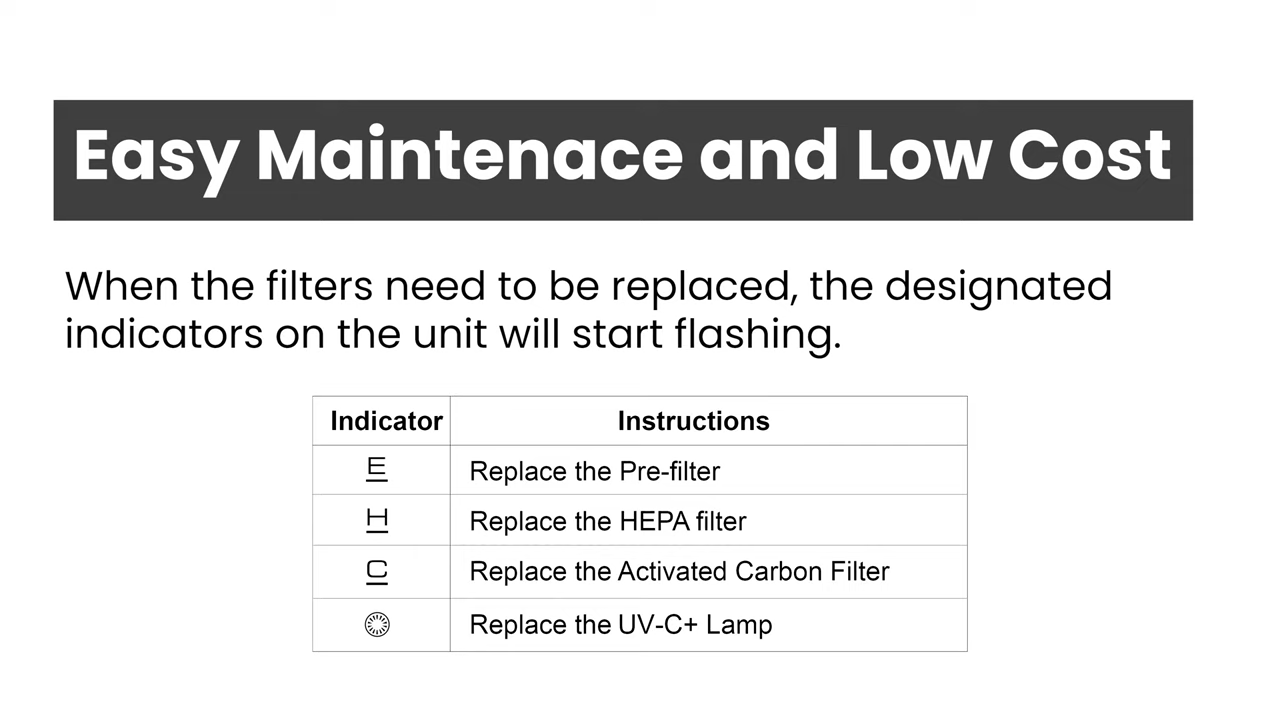 Easy Maintenace and Low Cost
When the filters need to be replaced, the designated
indicators on the unit will start flashing.
Indicator Instructions
E Replace the Pre-filter
H Replace the HEPA filter
C Replace the Activated Carbon Filter
Replace the UV-C+ Lamp